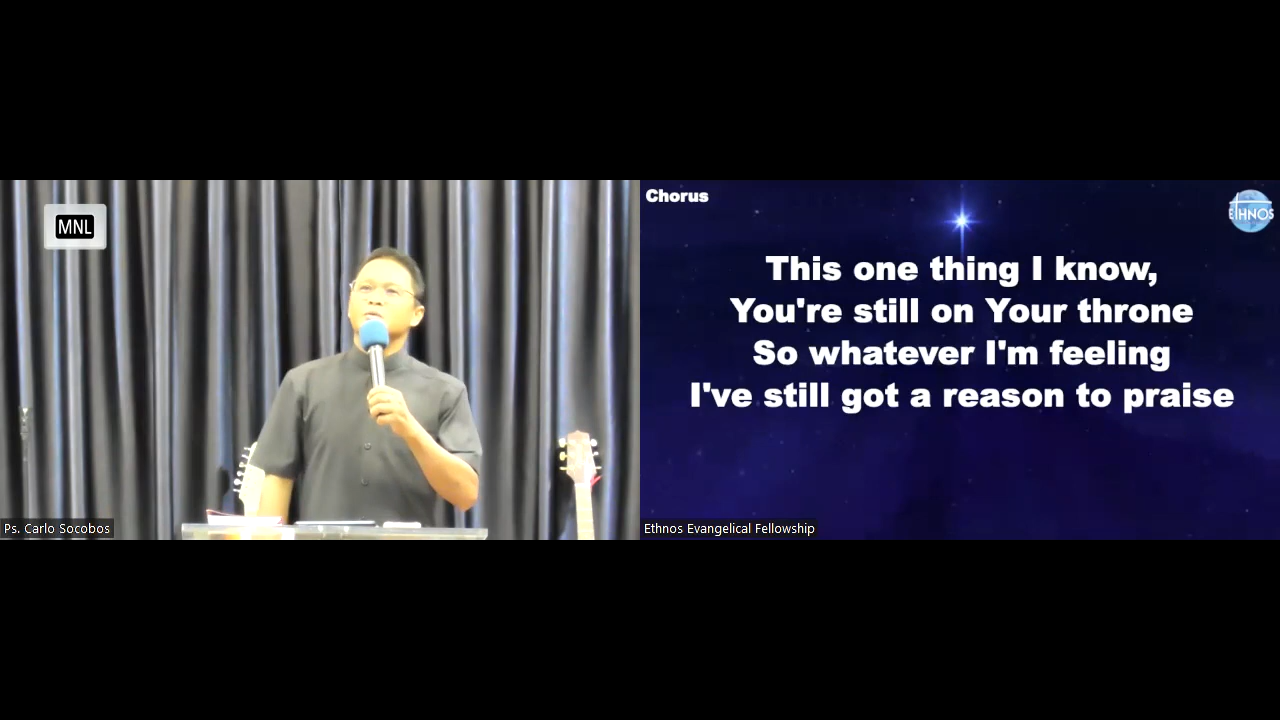 MNL
Ps. Carlo Socobos
Chorus
ETHNOS
This one thing I know,
You're still on Your throne
So whatever I'm feeling
I've still got a reason to praise
Ethnos Evangelical Fellowship